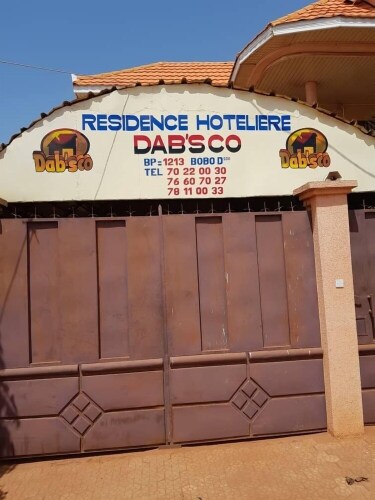 RESIDENCE HOTELIERE
DAB'SCO
BP=1213 BOBO Dsso
TEL 70 22 00 30
76 60 70 27
78 11 00 33
Dab'sco
Dab'sco